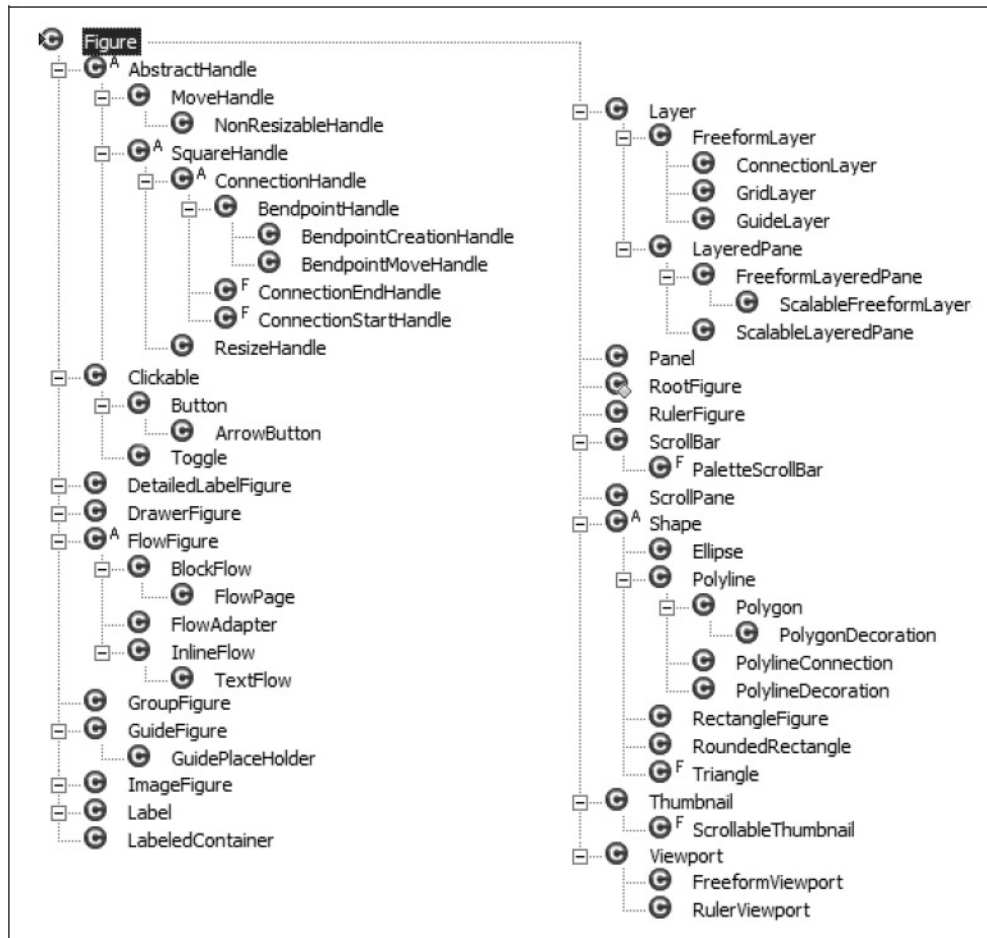 Figure
A AbstractHandle
MoveHandle
NonResizableHandle
A SquareHandle
A ConnectionHandle
BendpointHandle
BendpointCreationHandle
BendpointMoveHandle
F ConnectionEndHandle
F ConnectionStartHandle
ResizeHandle
Clickable
Button
ArrowButton
Toggle
DetailedLabelFigure
DrawerFigure
A FlowFigure
BlockFlow
FlowPage
FlowAdapter
InlineFlow
TextFlow
GroupFigure
GuideFigure
GuidePlaceHolder
ImageFigure
Label
LabeledContainer
Layer
FreeformLayer
ConnectionLayer
GridLayer
GuideLayer
LayeredPane
FreeformLayeredPane
ScalableFreeformLayer
ScalableLayeredPane
Panel
RootFigure
RulerFigure
ScrollBar
F PaletteScrollBar
ScrollPane
A Shape
Ellipse
Polyline
Polygon
PolygonDecoration
PolylineConnection
PolylineDecoration
RectangleFigure
RoundedRectangle
F Triangle
Thumbnail
F ScrollableThumbnail
Viewport
FreeformViewport
RulerViewport